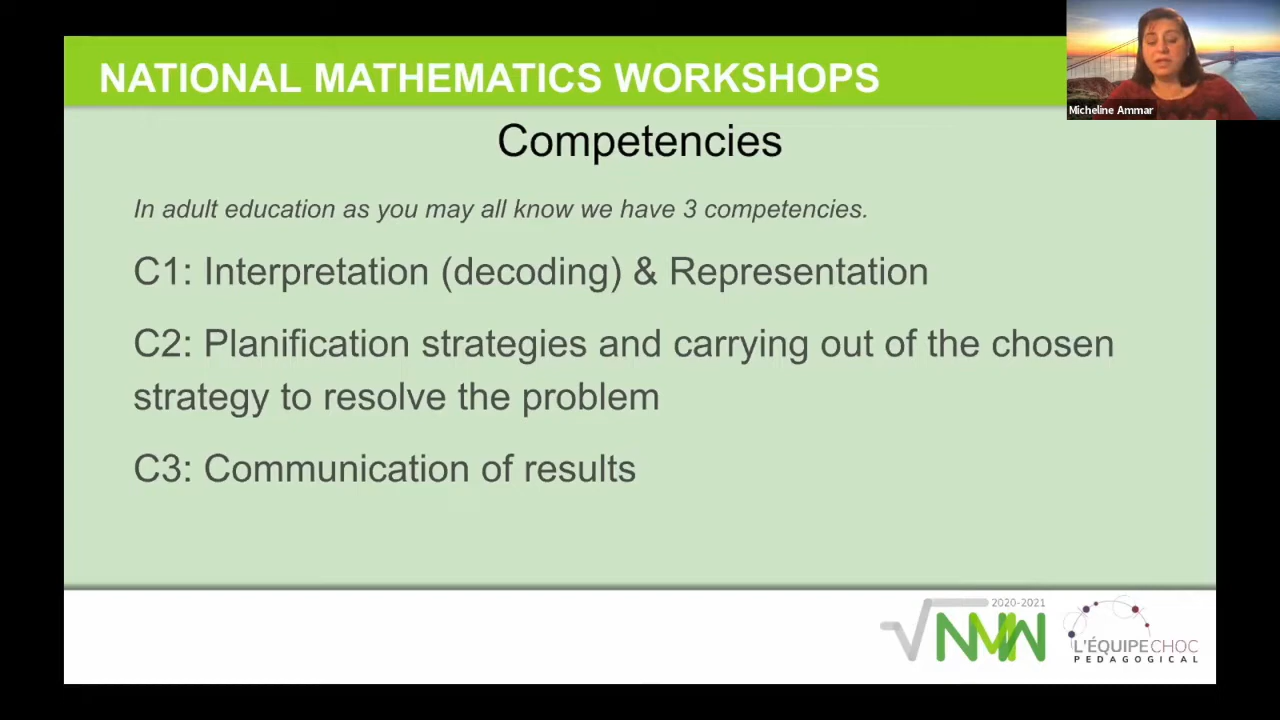 NATIONAL MATHEMATICS WORKSHOPS
Micheline Ammar
Competencies
In adult education as you may all know we have 3 competencies.
C1: Interpretation (decoding) & Representation
C2: Planification strategies and carrying out of the chosen
strategy to resolve the problem
C3: Communication of results
2020-2021
NMW
L'ÉQUIPECHOC
PEDAGOGICAL